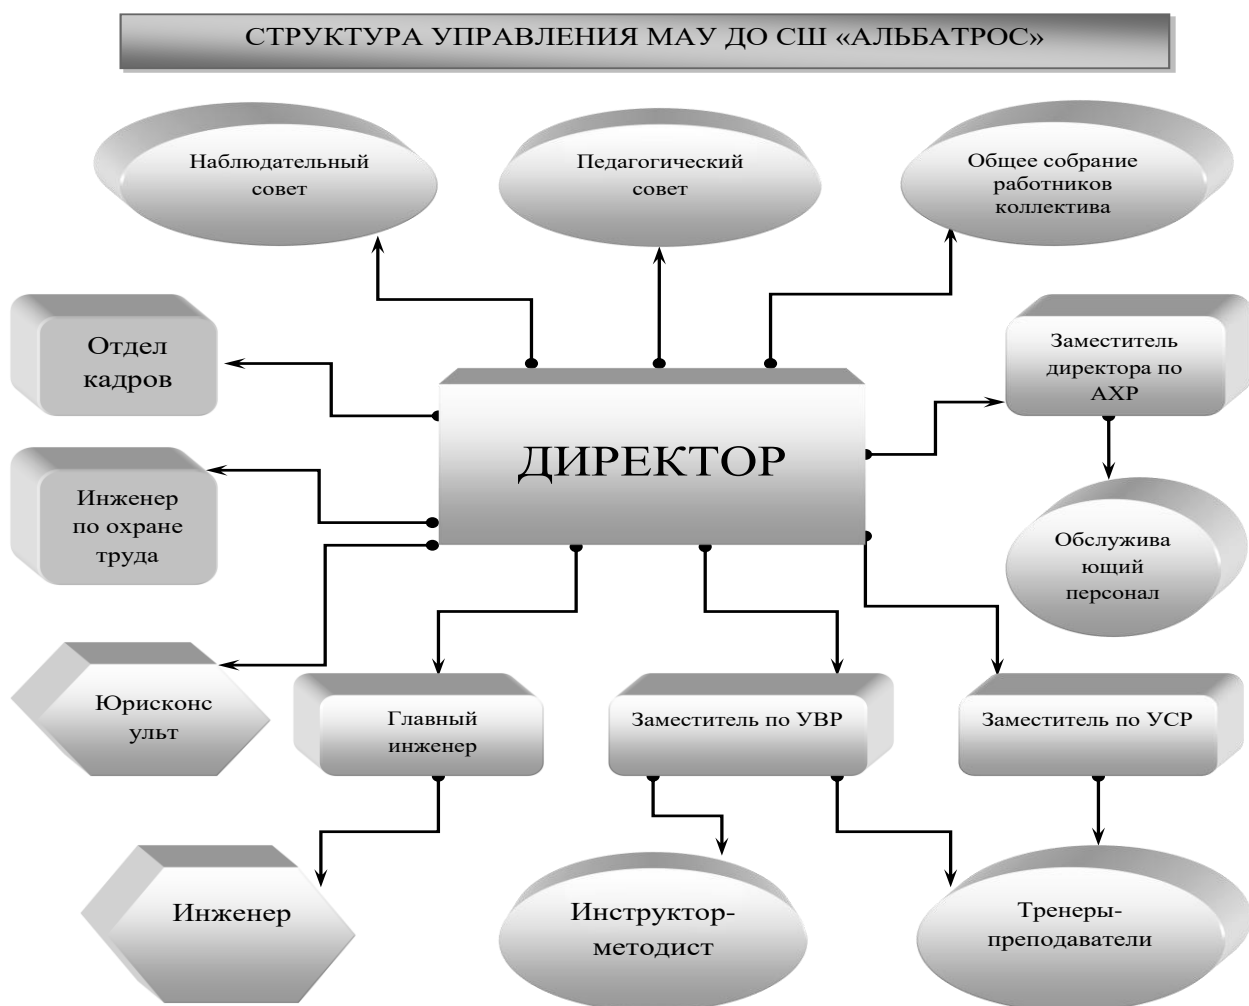 СТРУКТУРА УПРАВЛЕНИЯ МАУ ДО СШ «АЛЬБАТРОС»
Наблюдательный
совет
Педагогический
совет
Общее собрание
работников
коллектива
Отдел
кадров
Заместитель
директора по
АХР
ДИРЕКТОР
Инженер
по охране
труда
Обслужива
ющий
персонал
Юрисконс
ульт
Главный
инженер
Заместитель по УВР
Заместитель по УСР
Инженер
Инструктор-
методист
Тренеры-
преподаватели